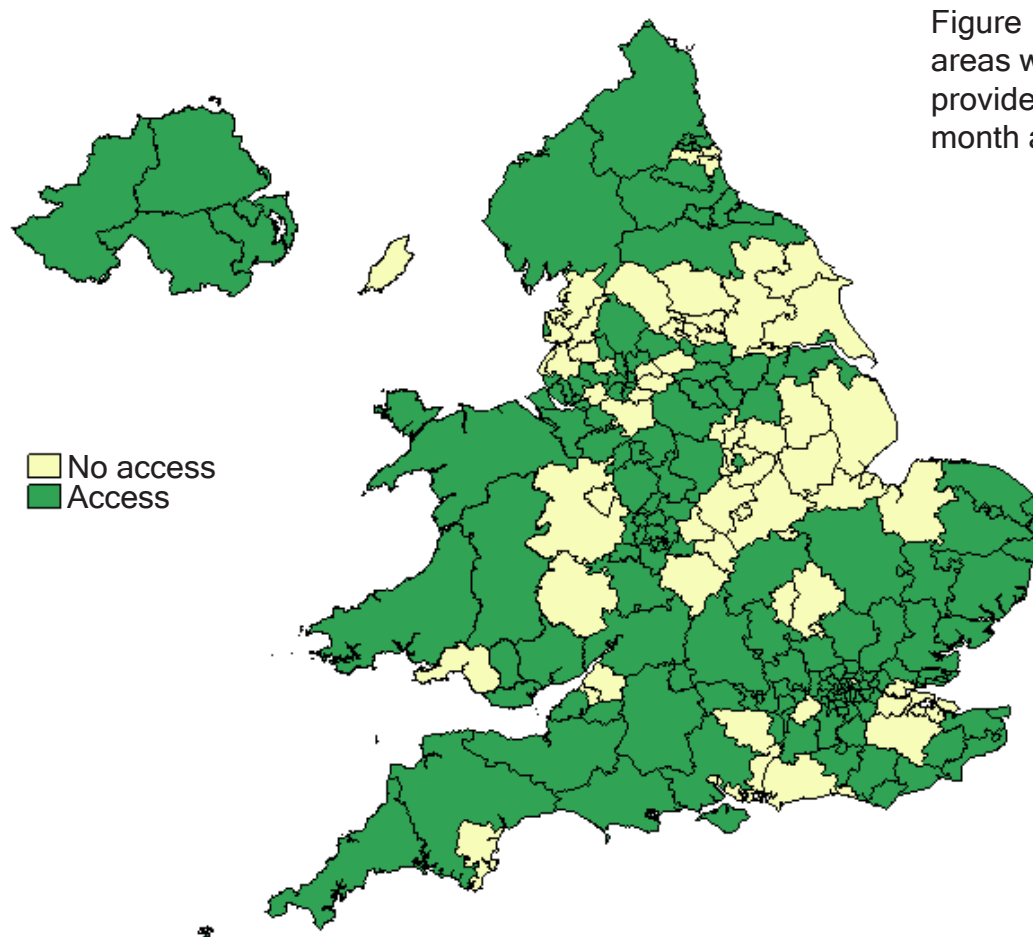 Figure
areas w
provide
month a
No access
Access